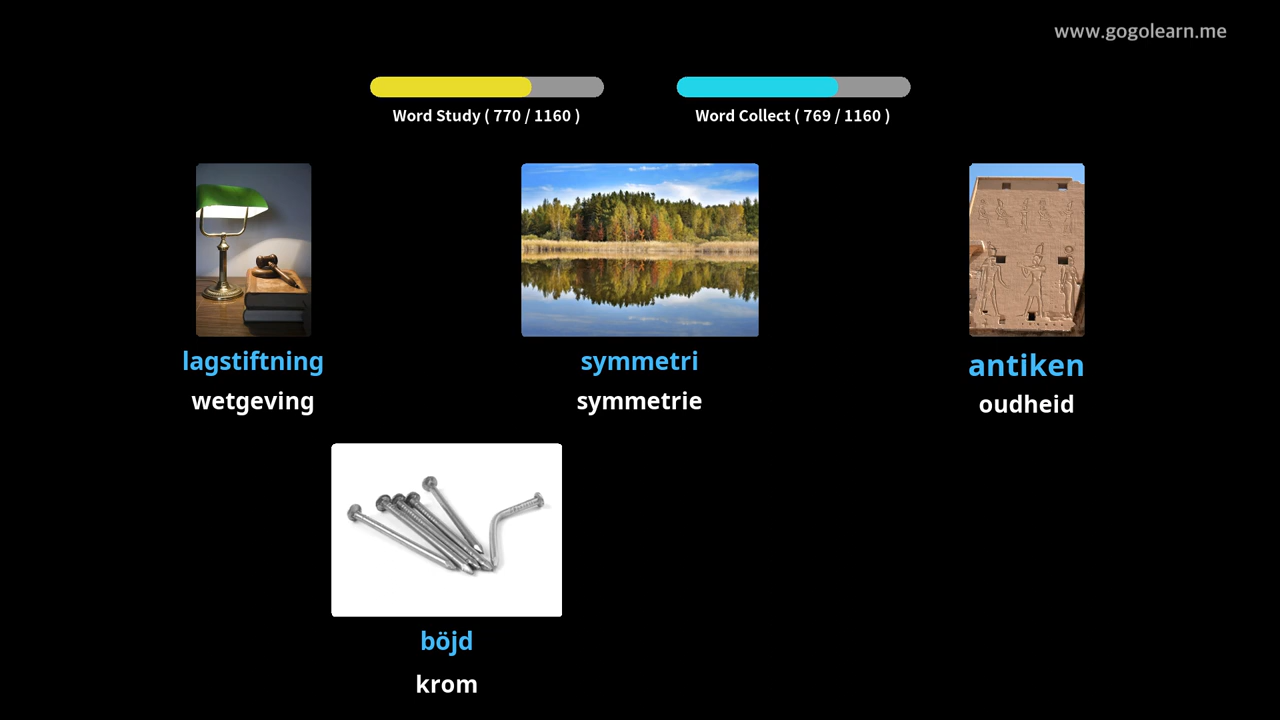 www.gogolearn.me
Word Study ( 770 / 1160 )
Word Collect ( 769 / 1160 )
lagstiftning
wetgeving
symmetri
symmetrie
antiken
oudheid
böjd
krom